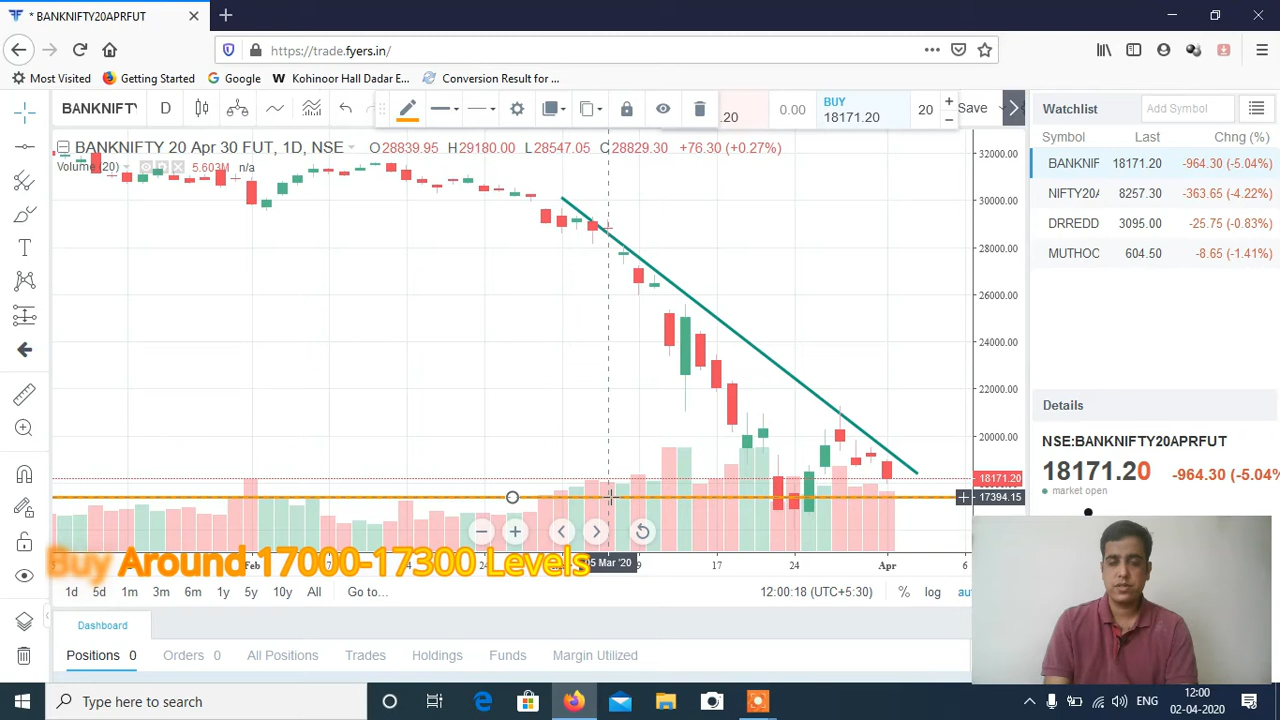 * BANKNIFTY20APRFUT
https://trade.fyers.in/
Most Visited Getting Started Google Kohinoor Hall Dadar E... Conversion Result for ...
BANKNIFT D .20 0.00 BUY 18171.20 20 Save
BANKNIFTY 20 Apr 30 FUT, 1D, NSE O28839.95 H29180.00 L28547.05 C28829.30 +76.30 (+0.27%)
Volume (20) 5.603M n/a
32000.00
30000.00
28000.00
26000.00
24000.00
22000.00
20000.00
18171.20
17394.15
Buy Around 17000-17300 Levels
Feb 05 Mar '20 9 17 24 Apr 6
1d 5d 1m 3m 6m 1y 5y 10y All Go to... 12:00:18 (UTC+5:30) % log au
Dashboard
Positions 0 Orders 0 All Positions Trades Holdings Funds Margin Utilized
Watchlist Add Symbol
Symbol Last Chng (%)
BANKNIF 18171.20 -964.30 (-5.04%)
NIFTY20A 8257.30 -363.65 (-4.22%)
DRREDD 3095.00 -25.75 (-0.83%)
MUTHOC 604.50 -8.65 (-1.41%)
Details
NSE:BANKNIFTY20APRFUT
18171.20 -964.30 (-5.04%
market open
Type here to search
ENG 12:00
02-04-2020